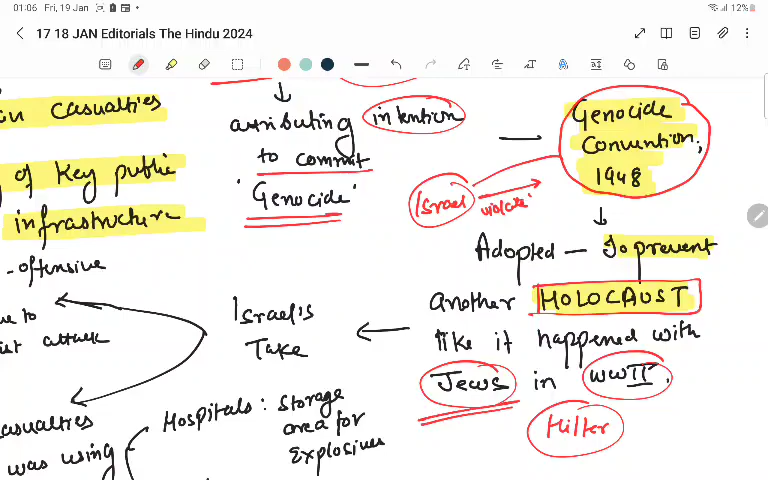 01:06 Fri, 19 Jan
12%
17 18 JAN Editorials The Hindu 2024
casualties
of key public
infrastructure
-offensive
attack
casualties
was using
attributing intention
to commit
'Genocide'
Israel's
Take
Hospitals: Storage
area for
Explosives
Genocide
Convention,
1948
Israel violate
Adopted — To prevent
another HOLOCAUST
like it happened with
Jews in WWII.
Hitler